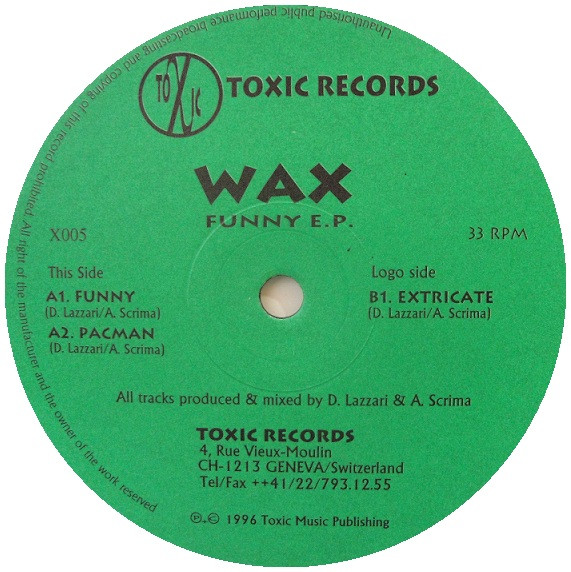 Unauthorised public performance broadcasting and copying of this record prohibited. All right of the manufacturer and the owner of the work reserved
TOXIC
TOXIC RECORDS
WAX
FUNNY E.P.
X005
33 RPM
This Side
Logo side
A1. FUNNY
B1. EXTRICATE
(D. Lazzari/A. Scrima)
(D. Lazzari/A. Scrima)
A2. PACMAN
(D. Lazzari/A. Scrima)
All tracks produced & mixed by D. Lazzari & A. Scrima
TOXIC RECORDS
4, Rue Vieux-Moulin
CH-1213 GENEVA/Switzerland
Tel/Fax ++41/22/793.12.55
℗.© 1996 Toxic Music Publishing